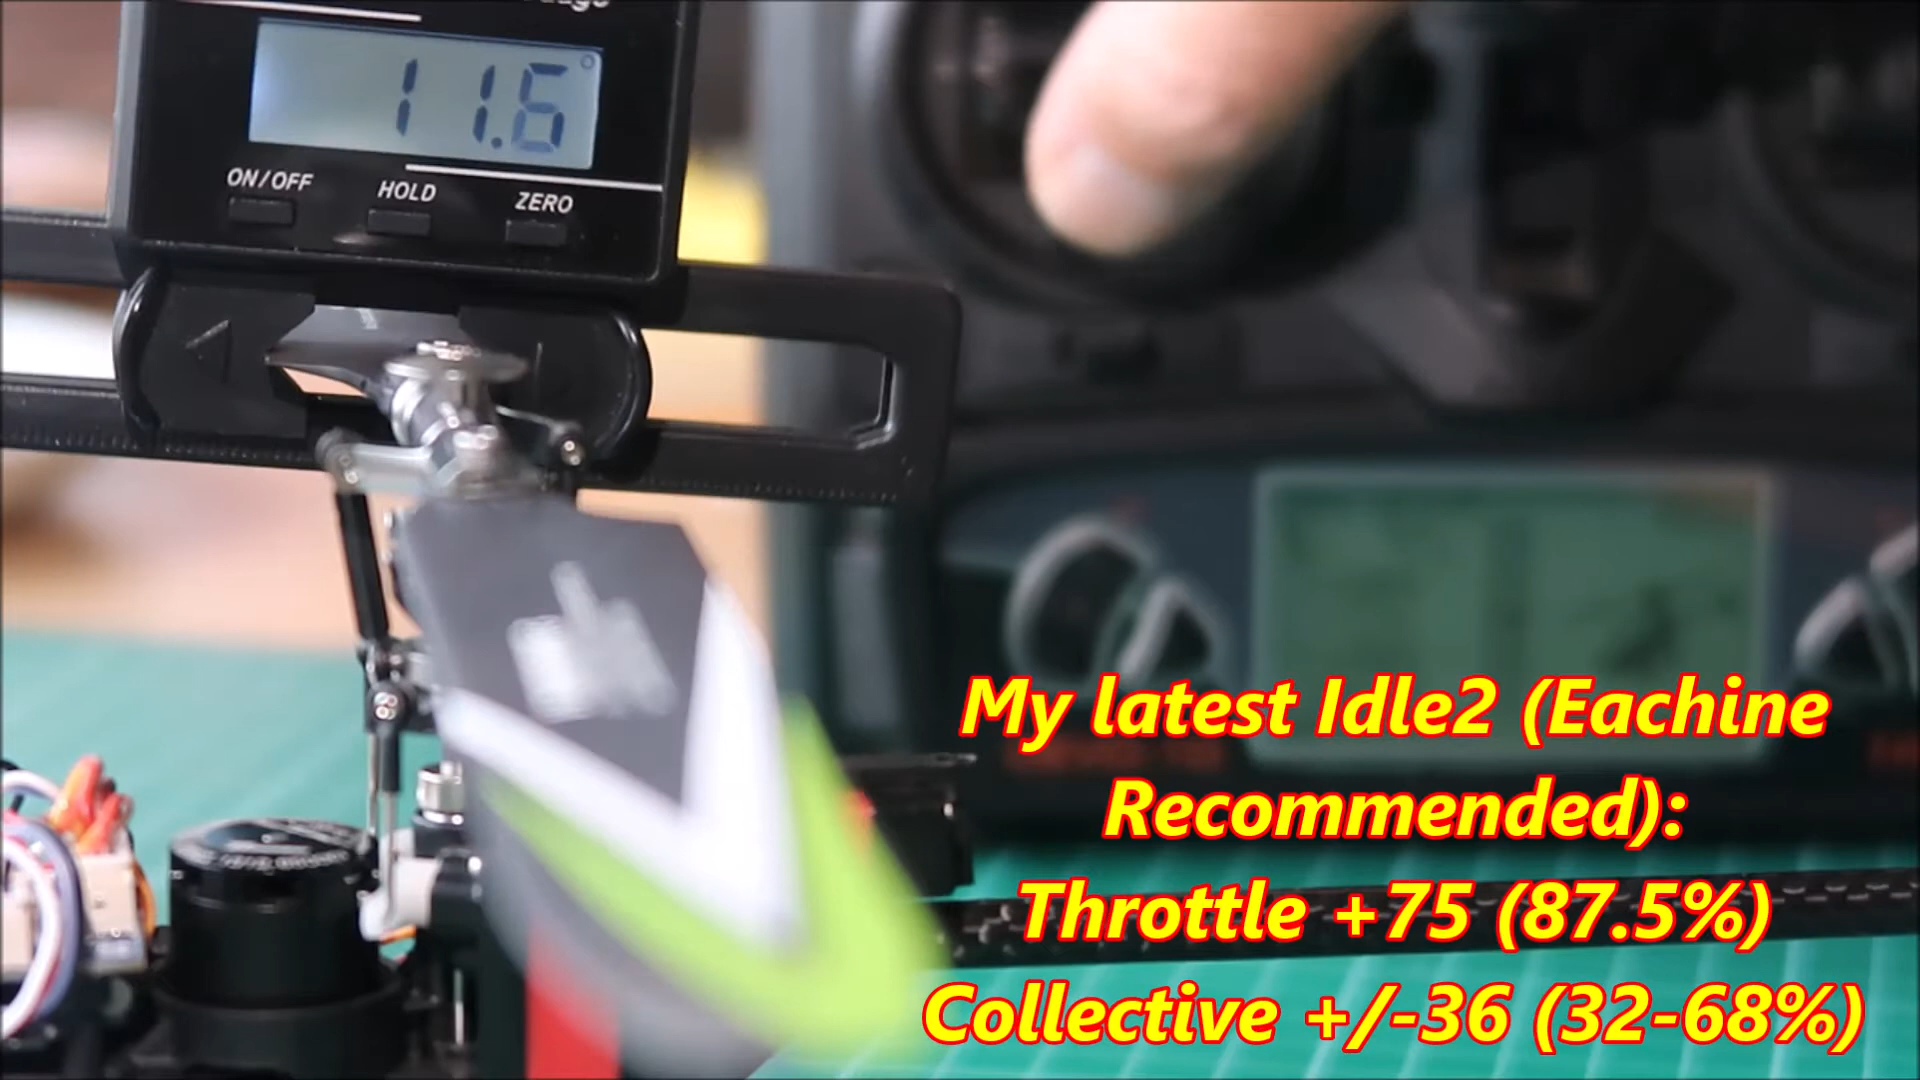 11.6°
ON/OFF HOLD ZERO
My latest Idle2 (Eachine
Recommended):
Throttle +75 (87.5%)
Collective +/-36 (32-68%)